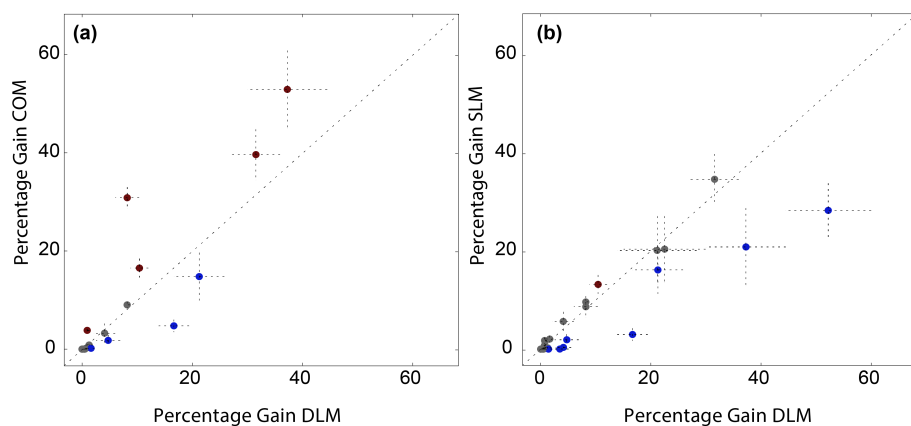 (a)
Percentage Gain COM
60
40
20
0
0 20 40 60
Percentage Gain DLM
(b)
Percentage Gain SLM
60
40
20
0
0 20 40 60
Percentage Gain DLM